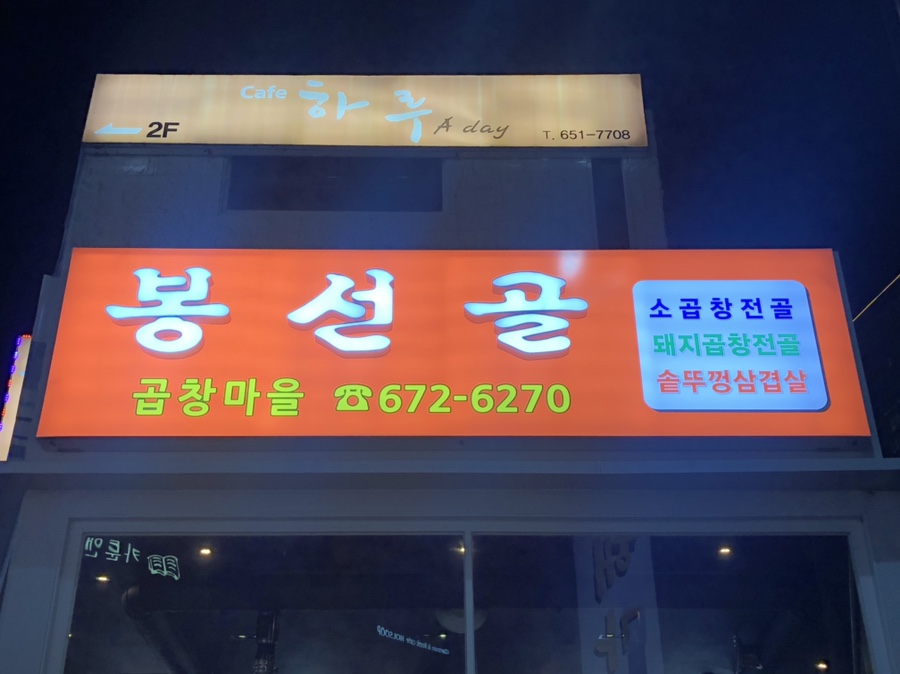 Cafe 하루 A day
2F
T. 651-7708
봉선골
곱창마을 ☎672-6270
소곱창전골
돼지곱창전골
솥뚜껑삼겹살